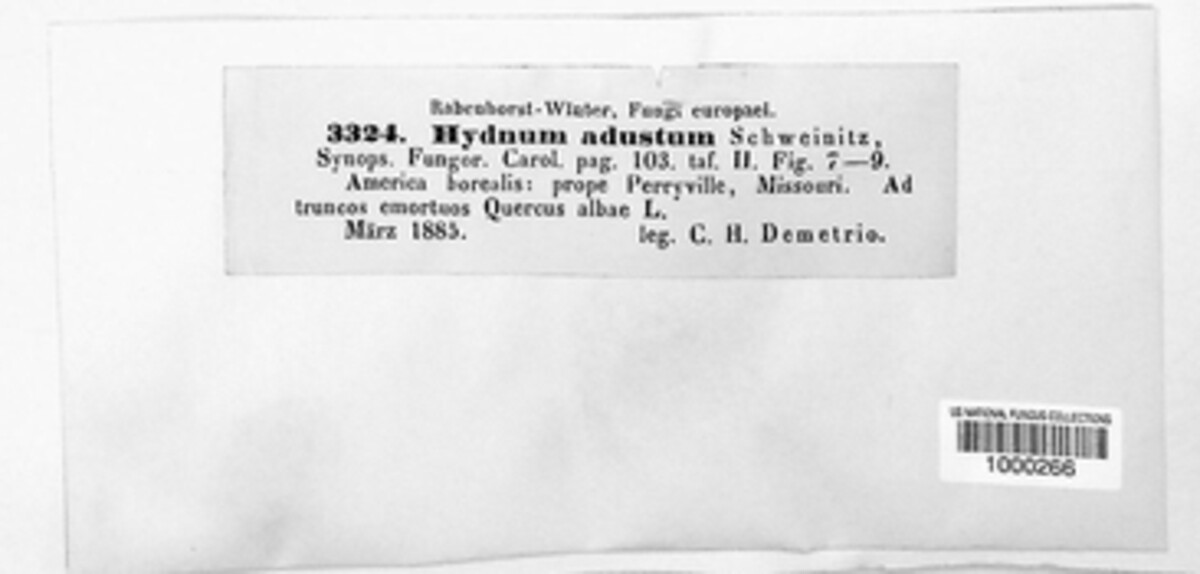 Rabenhorst-Winter, Fungi europaei.
3324. Hydnum adustum Schweinitz,
Synops. Fungor. Carol. pag. 103. taf. II. Fig. 7—9.
America borealis: prope Perryville, Missouri. Ad
truncos emortuos Quercus albae L.
März 1885. leg. C. H. Demetrio.
US NATIONAL FUNGUS COLLECTIONS
1000266